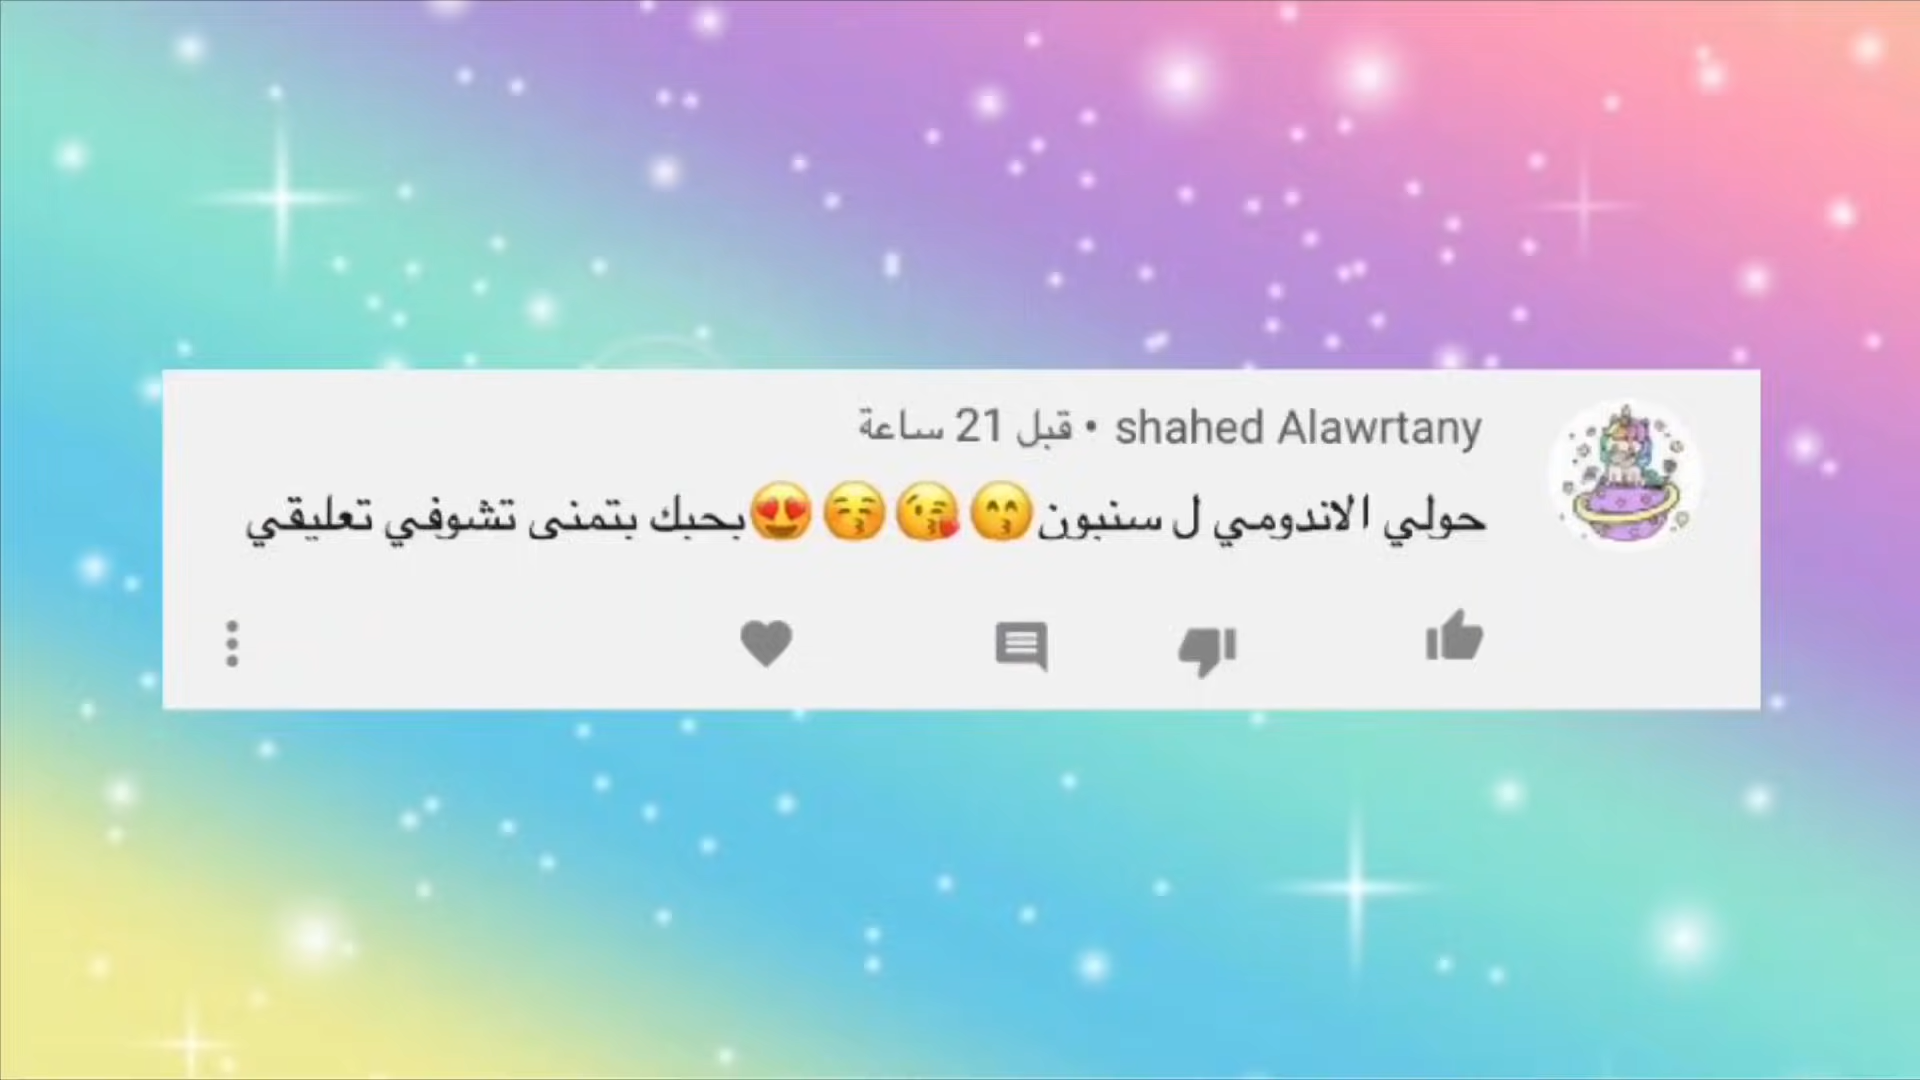 shahed Alawrtany • قبل 21 ساعة
حولي الاندومي ل سنبون😙😘😚😍بحبك بتمنى تشوفي تعليقي